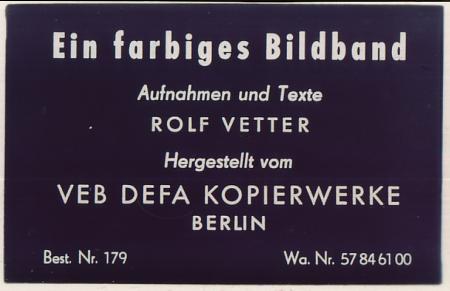 Ein farbiges Bildband
Aufnahmen und Texte
ROLF VETTER
Hergestellt vom
VEB DEFA KOPIERWERKE
BERLIN
Best. Nr. 179 Wa. Nr. 57 84 61 00